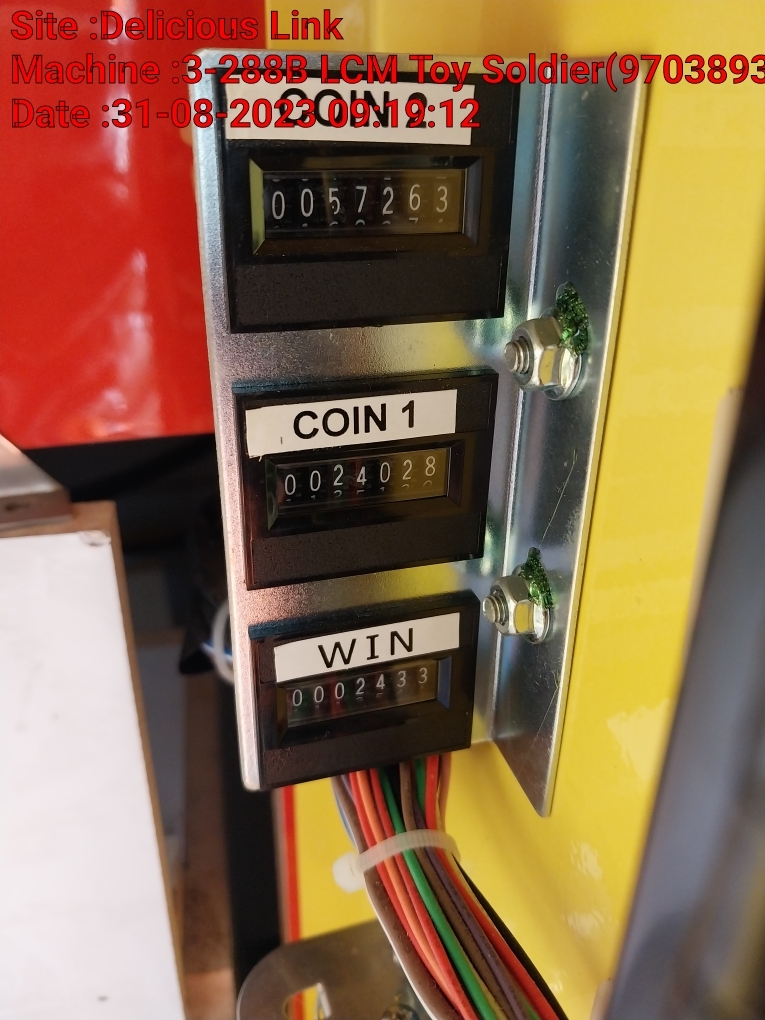 Site :Delicious Link
Machine :3-288B LCM Toy Soldier(9703893
Date :31-08-2023 09:19:12
COIN 2
0057263
COIN 1
0024028
WIN
0002433